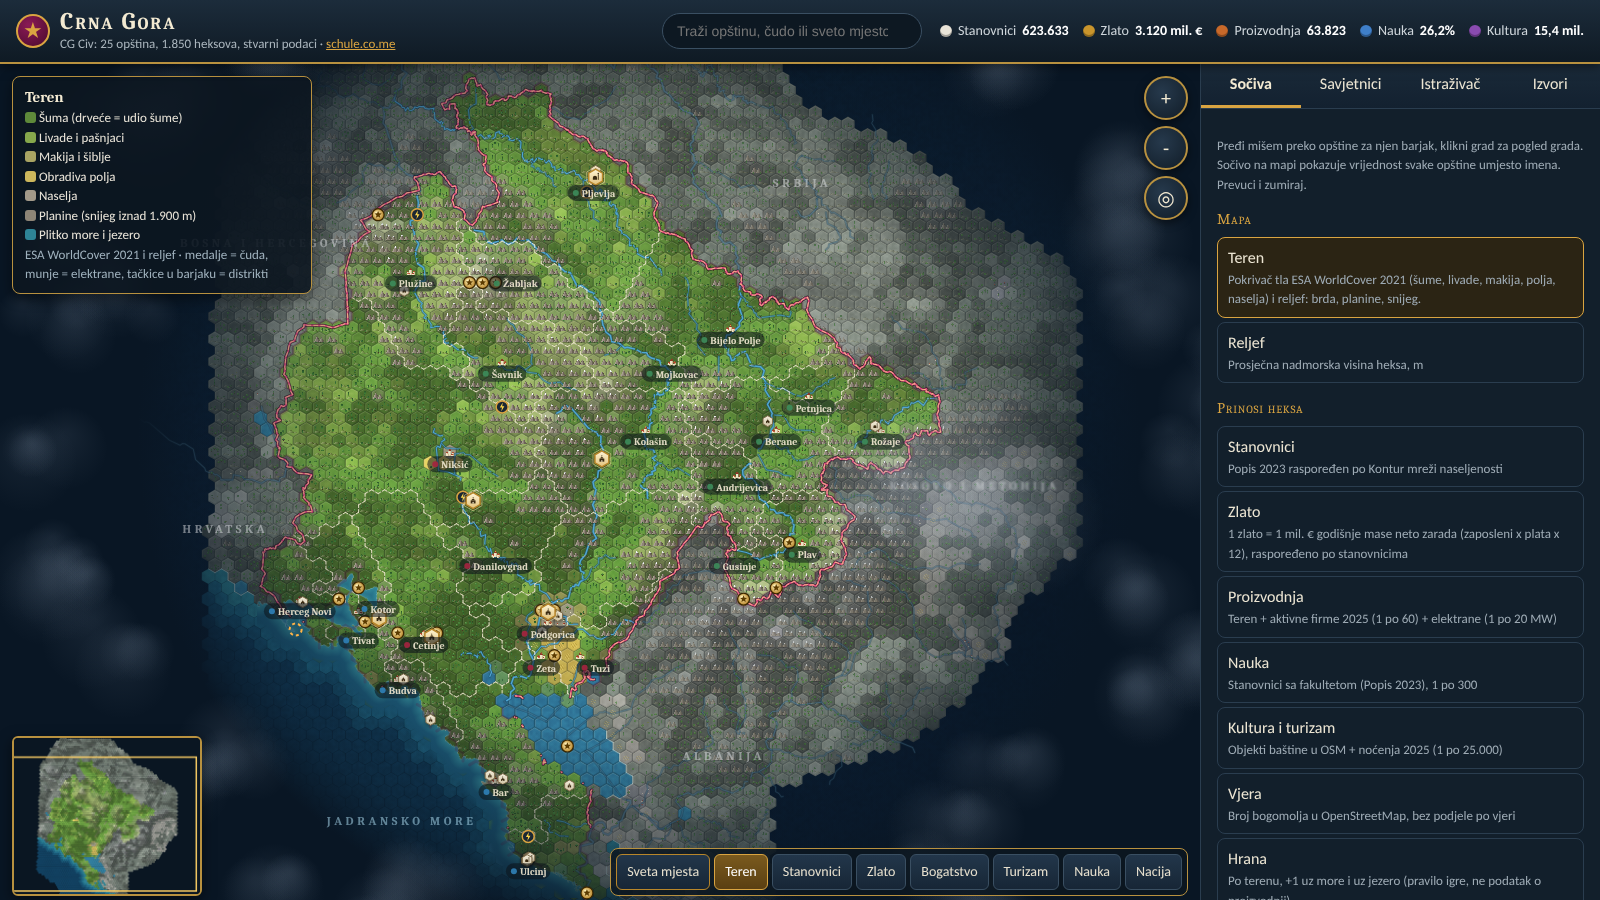 Crna Gora
CG Civ: 25 opština, 1.850 heksova, stvarni podaci · schule.co.me
Traži opštinu, čudo ili sveto mjesto
Stanovnici 623.633
Zlato 3.120 mil. €
Proizvodnja 63.823
Nauka 26,2%
Kultura 15,4 mil.
Teren
Šuma (drveće = udio šume)
Livade i pašnjaci
Makija i šiblje
Obradiva polja
Naselja
Planine (snijeg iznad 1.900 m)
Plitko more i jezero
ESA WorldCover 2021 i reljef · medalje = čuda,
munje = elektrane, tačkice u barjaku = distrikti
+
-
◎
SRBIJA
Pljevlja
Plužine
Žabljak
Bijelo Polje
Šavnik
Mojkovac
Petnjica
Kolašin
Berane
Rožaje
Nikšić
Andrijevica
HRVATSKA
Danilovgrad
Gusinje
Plav
Herceg Novi
Kotor
Tivat
Cetinje
Podgorica
Zeta
Tuzi
Budva
ALBANIJA
Bar
JADRANSKO MORE
Ulcinj
Sveta mjesta
Teren
Stanovnici
Zlato
Bogatstvo
Turizam
Nauka
Nacija
Sočiva
Savjetnici
Istraživač
Izvori
Pređi mišem preko opštine za njen barjak, klikni grad za pogled grada.
Sočivo na mapi pokazuje vrijednost svake opštine umjesto imena.
Prevuci i zumiraj.
Mapa
Teren
Pokrivač tla ESA WorldCover 2021 (šume, livade, makija, polja,
naselja) i reljef: brda, planine, snijeg.
Reljef
Prosječna nadmorska visina heksa, m
Prinosi heksa
Stanovnici
Popis 2023 raspoređen po Kontur mreži naseljenosti
Zlato
1 zlato = 1 mil. € godišnje mase neto zarada (zaposleni x plata x
12), raspoređeno po stanovnicima
Proizvodnja
Teren + aktivne firme 2025 (1 po 60) + elektrane (1 po 20 MW)
Nauka
Stanovnici sa fakultetom (Popis 2023), 1 po 300
Kultura i turizam
Objekti baštine u OSM + noćenja 2025 (1 po 25.000)
Vjera
Broj bogomolja u OpenStreetMap, bez podjele po vjeri
Hrana
Po terenu, +1 uz more i uz jezero (pravilo igre, ne podatak o